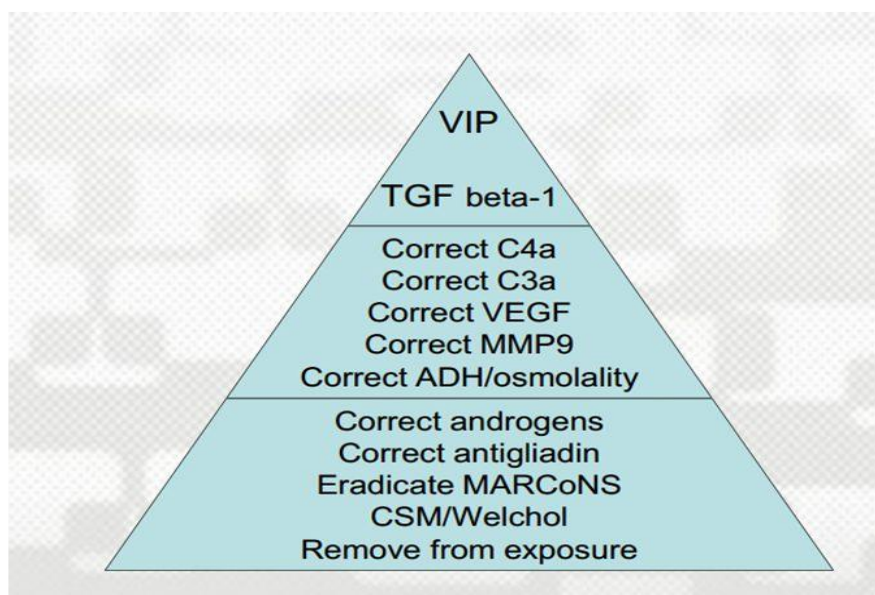 VIP
TGF beta-1
Correct C4a
Correct C3a
Correct VEGF
Correct MMP9
Correct ADH/osmolality
Correct androgens
Correct antigliadin
Eradicate MARCoNS
CSM/Welchol
Remove from exposure